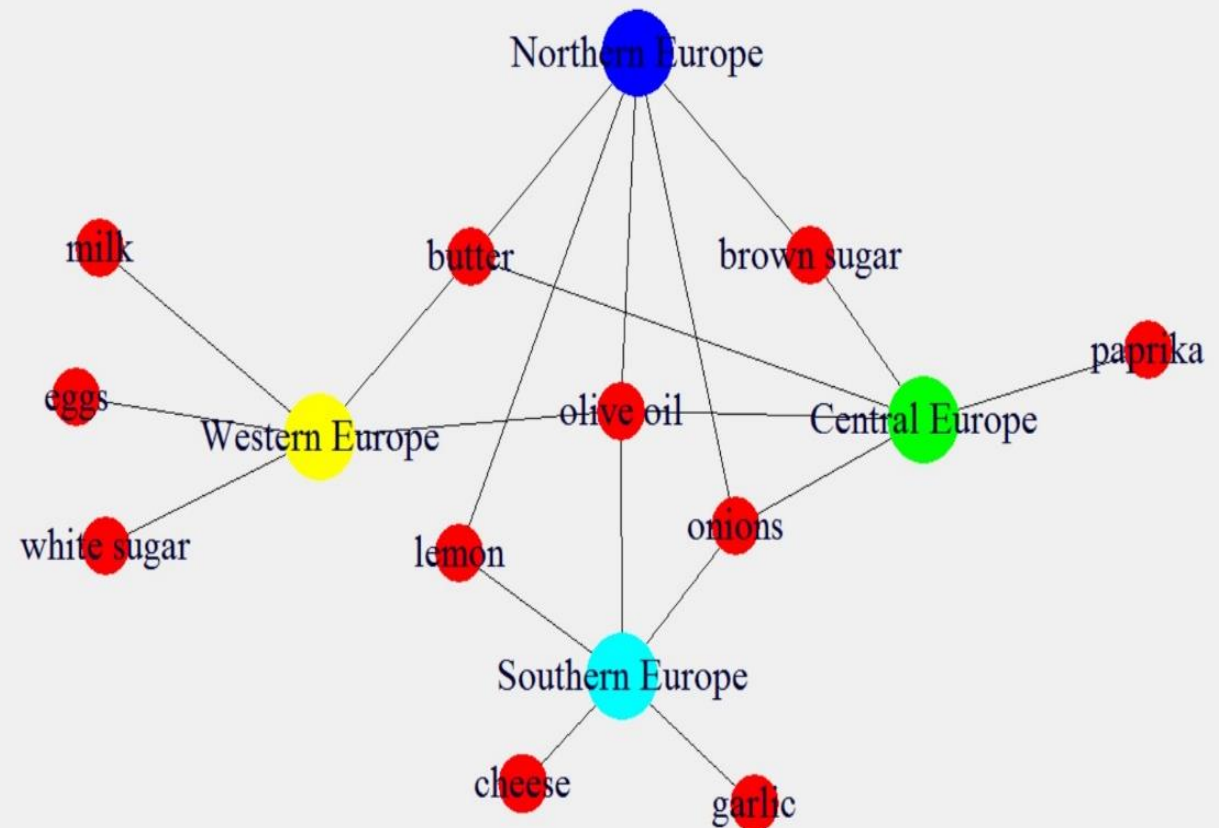 Northern Europe
milk
butter
brown sugar
paprika
eggs
olive oil
Central Europe
Western Europe
onions
white sugar
lemon
Southern Europe
cheese
garlic